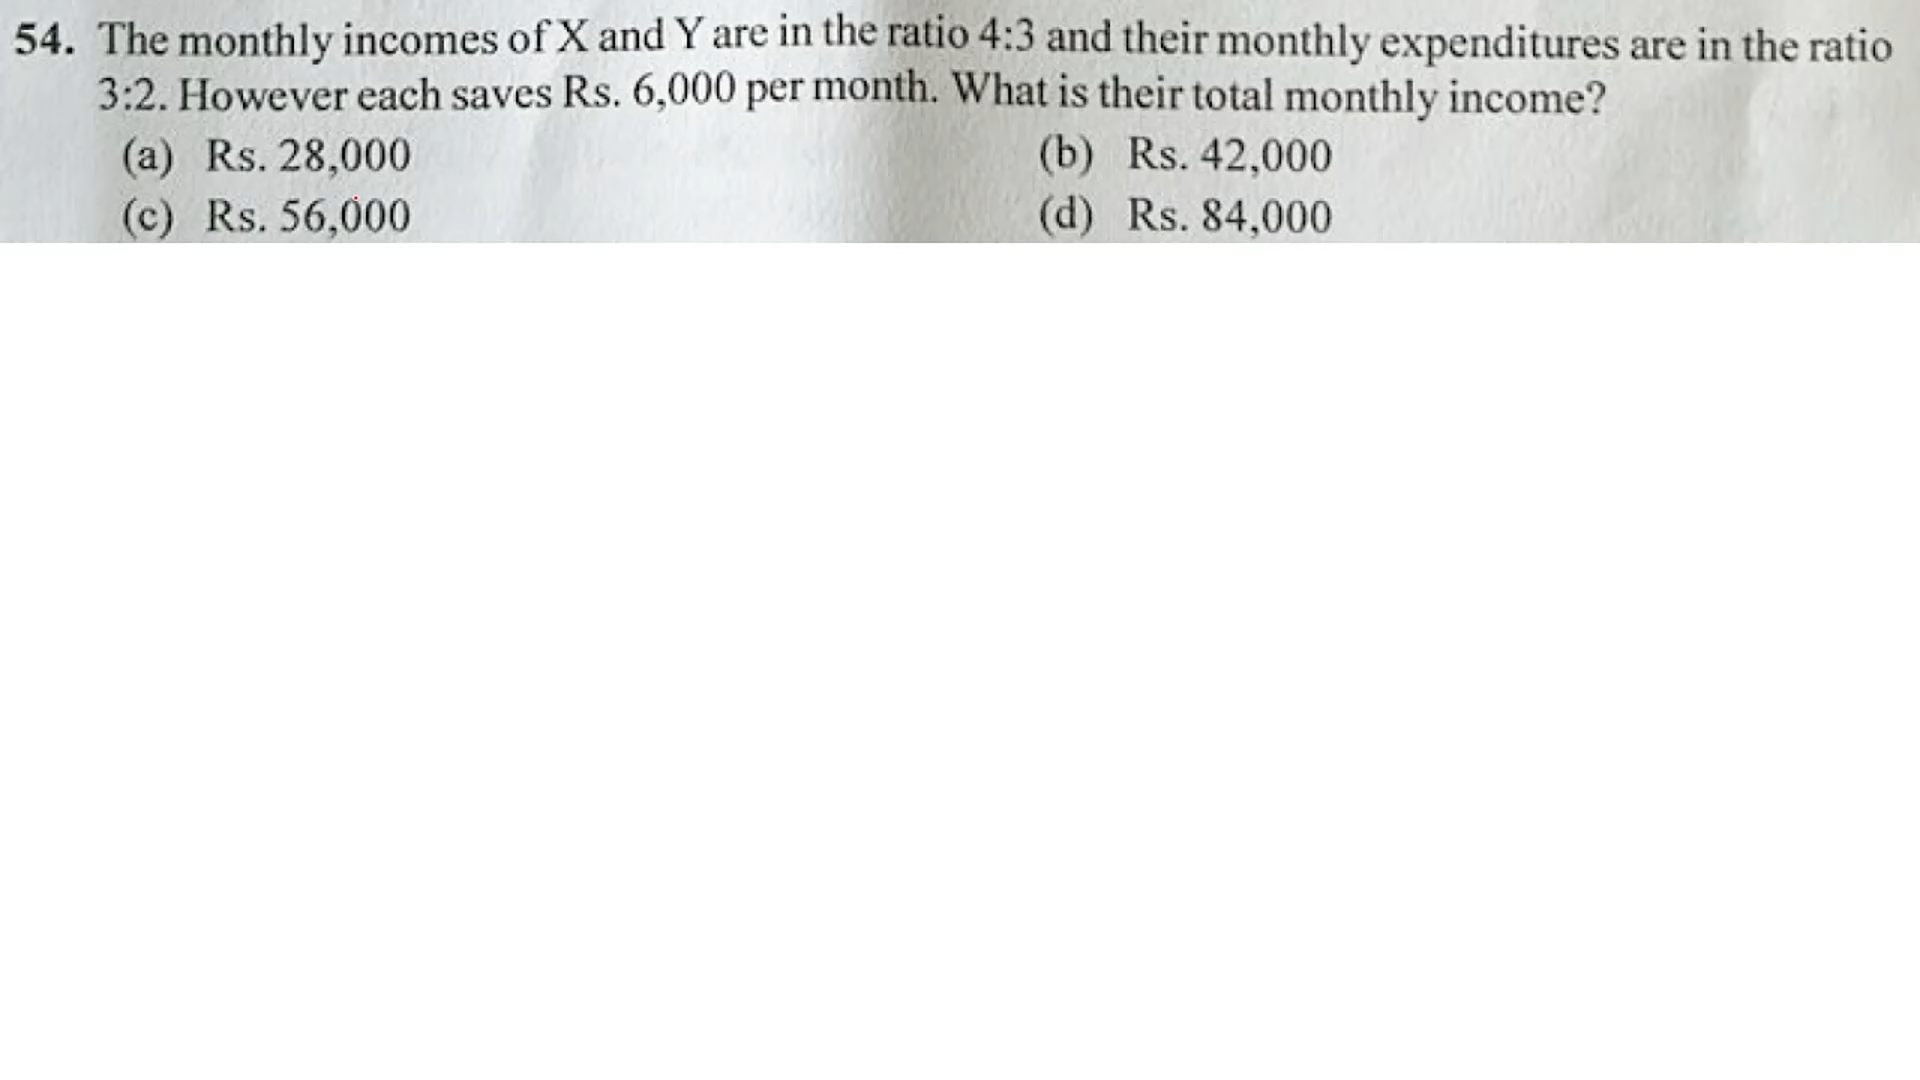 54. The monthly incomes of X and Y are in the ratio 4:3 and their monthly expenditures are in the ratio
3:2. However each saves Rs. 6,000 per month. What is their total monthly income?
(a) Rs. 28,000 (b) Rs. 42,000
(c) Rs. 56,000 (d) Rs. 84,000